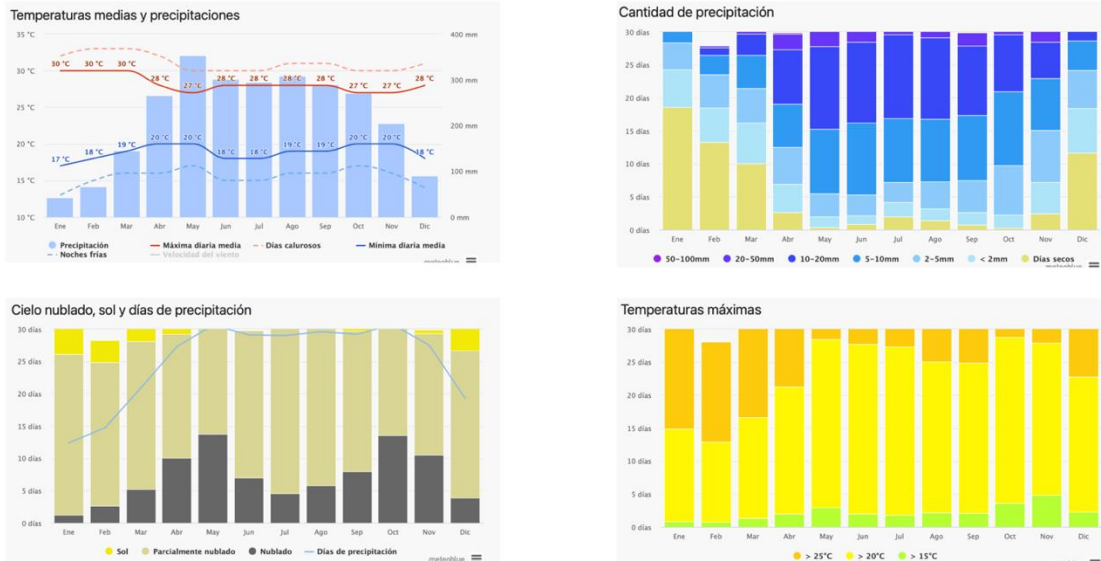 Temperaturas medias y precipitaciones
35 °C
400 mm
30 °C 30 °C 30 °C
30 °C
28 °C 27 °C 28 °C 28 °C 28 °C 28 °C 27 °C 27 °C 28 °C
300 mm
25 °C
200 mm
20 °C
17 °C 18 °C 19 °C 20 °C 20 °C 18 °C 18 °C 19 °C 19 °C 20 °C 20 °C 18 °C
15 °C
100 mm
10 °C
0 mm
Ene Feb Mar Abr May Jun Jul Ago Sep Oct Nov Dic
Precipitación Máxima diaria media Días calurosos Mínima diaria media
Noches frías Velocidad del viento
meteoblue
Cantidad de precipitación
30 días
25 días
20 días
15 días
10 días
5 días
0 días
Ene Feb Mar Abr May Jun Jul Ago Sep Oct Nov Dic
50-100mm 20-50mm 10-20mm 5-10mm 2-5mm < 2mm Días secos
meteoblue
Cielo nublado, sol y días de precipitación
30 días
25 días
20 días
15 días
10 días
5 días
0 días
Ene Feb Mar Abr May Jun Jul Ago Sep Oct Nov Dic
Sol Parcialmente nublado Nublado Días de precipitación
meteoblue
Temperaturas máximas
30 días
25 días
20 días
15 días
10 días
5 días
0 días
Ene Feb Mar Abr May Jun Jul Ago Sep Oct Nov Dic
> 25°C > 20°C > 15°C